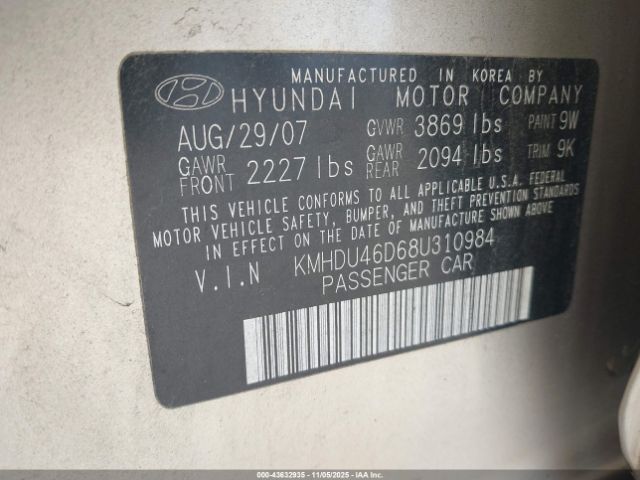 MANUFACTURED IN KOREA BY
HYUNDAI MOTOR COMPANY
AUG/29/07 GVWR 3869 lbs PAINT 9W
GAWR FRONT 2227 lbs GAWR REAR 2094 lbs TRIM 9K
THIS VEHICLE CONFORMS TO ALL APPLICABLE U.S.A. FEDERAL
MOTOR VEHICLE SAFETY, BUMPER, AND THEFT PREVENTION STANDARDS
IN EFFECT ON THE DATE OF MANUFACTURE SHOWN ABOVE.
V.I.N KMHDU46D68U310984
PASSENGER CAR
000-43632935 - 11/05/2025 - IAAI.COM